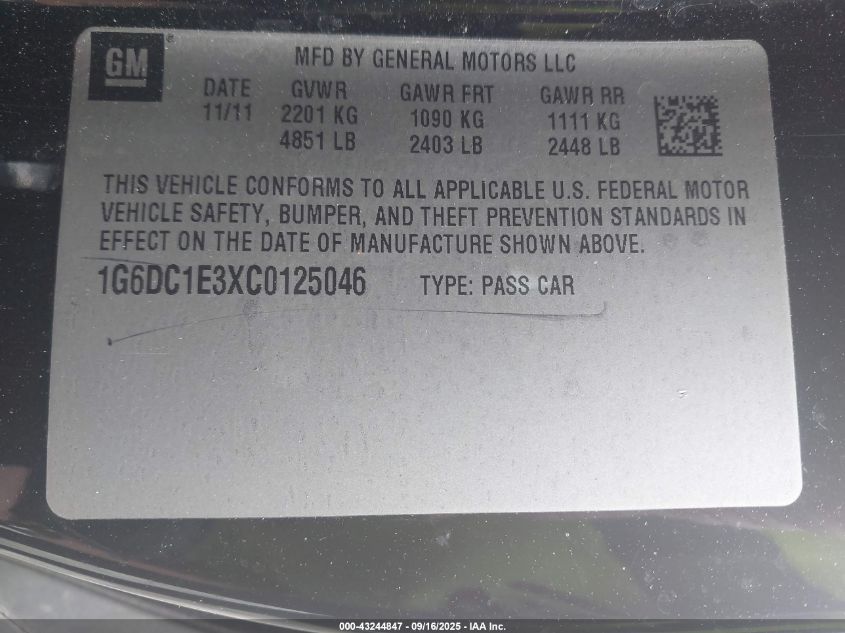 GM®
MFD BY GENERAL MOTORS LLC
DATE GVWR GAWR FRT GAWR RR
11/11 2201 KG 1090 KG 1111 KG
4851 LB 2403 LB 2448 LB
THIS VEHICLE CONFORMS TO ALL APPLICABLE U.S. FEDERAL MOTOR
VEHICLE SAFETY, BUMPER, AND THEFT PREVENTION STANDARDS IN
EFFECT ON THE DATE OF MANUFACTURE SHOWN ABOVE.
1G6DC1E3XC0125046 TYPE: PASS CAR
000-43244847 - 09/16/2025 - IAA Inc.